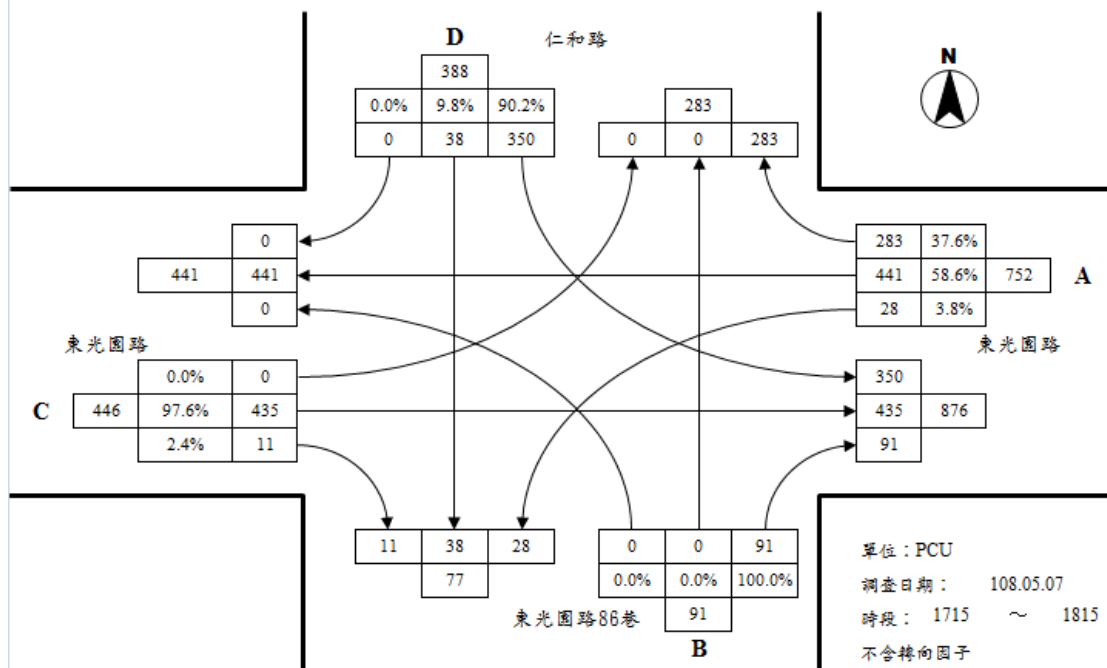 D
仁和路
N
388
0.0% 9.8% 90.2%
283
0 38 350
0 0 283
0
283 37.6%
441 441
441 58.6% 752
A
0
28 3.8%
東光園路
東光園路
0.0% 0
350
C
446 97.6% 435
435 876
2.4% 11
91
11 38 28
0 0 91
77
0.0% 0.0% 100.0%
東光園路86巷
91
B
單位：PCU
調查日期： 108.05.07
時段： 1715 ～ 1815
不含轉向因子